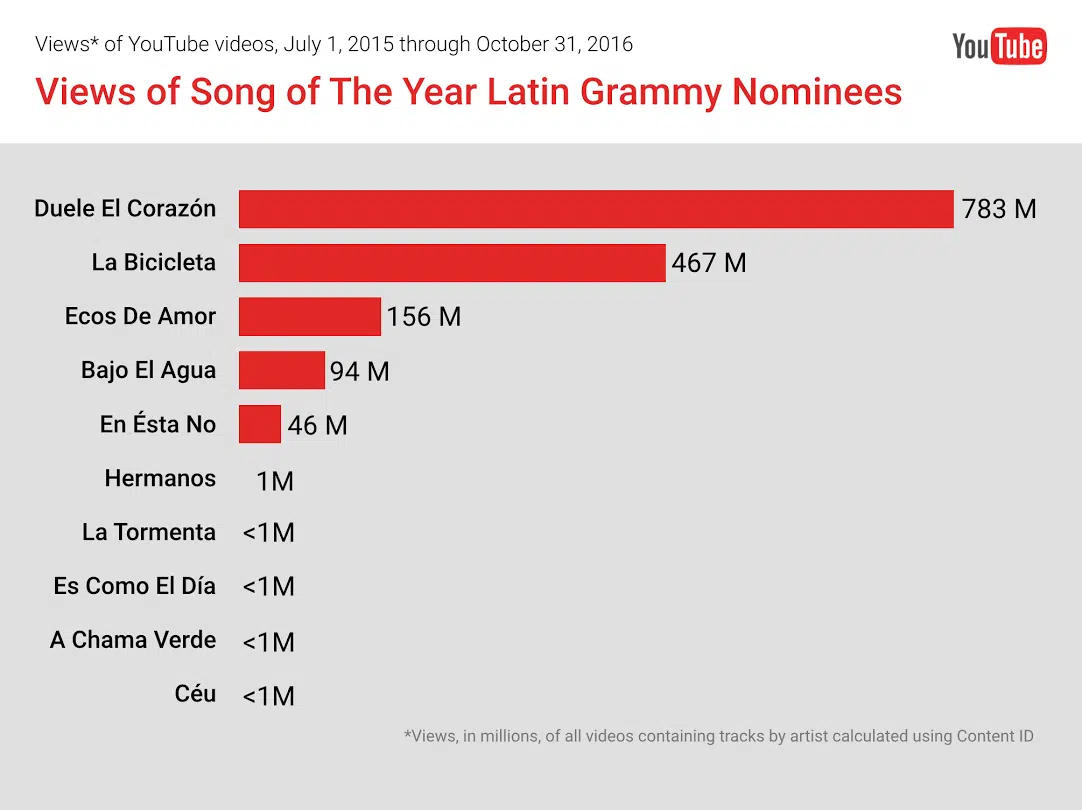 Views* of YouTube videos, July 1, 2015 through October 31, 2016
YouTube
Views of Song of The Year Latin Grammy Nominees
Duele El Corazón 783 M
La Bicicleta 467 M
Ecos De Amor 156 M
Bajo El Agua 94 M
En Ésta No 46 M
Hermanos 1M
La Tormenta <1M
Es Como El Día <1M
A Chama Verde <1M
Céu <1M
*Views, in millions, of all videos containing tracks by artist calculated using Content ID